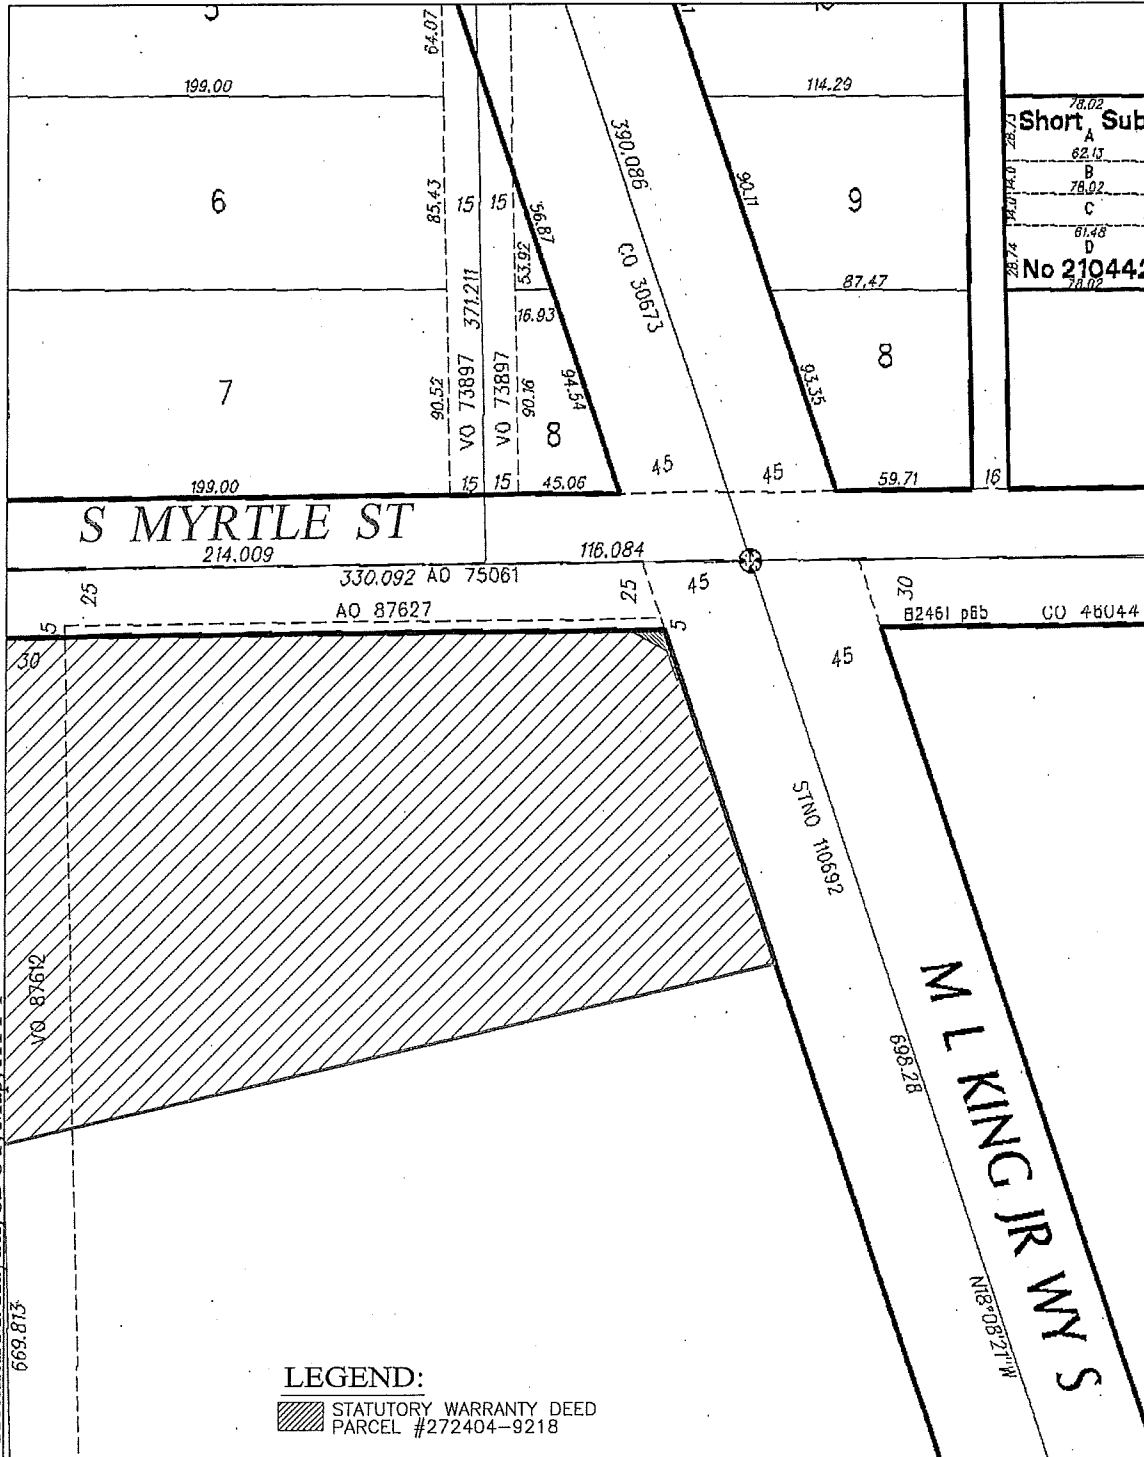 64.07
199.00
114.29
78.02
Short Sub
28.73
A
62.13
390.086
14.0
B
78.02
6
85.43
15
15
56.87
90.11
9
14.0
C
61.48
D
28.74
No 210442
78.02
53.92
CO 30673
87.47
371.211
16.93
7
90.52
VO 73897
VO 73897
90.16
94.54
8
93.35
8
199.00
15
15
45.06
45
45
59.71
16
S MYRTLE ST
214.009
116.084
330.092 AO 75061
25
AO 87627
25
45
30
B2461 p65
CO 46044
5
5
30
45
STNO 110692
VO 87612
M L KING JR WY S
698.28
N18°08'21"W
669.813
LEGEND:
STATUTORY WARRANTY DEED
PARCEL #272404-9218